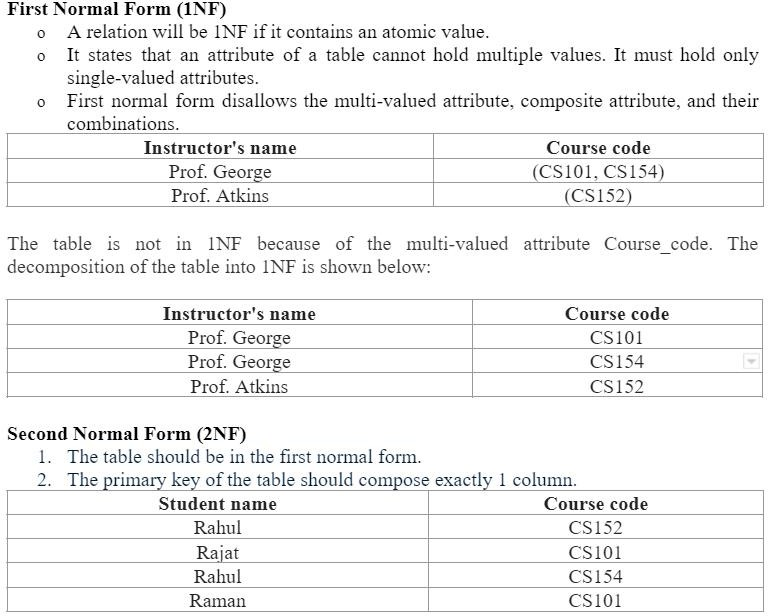 First Normal Form (1NF)
o A relation will be 1NF if it contains an atomic value.
o It states that an attribute of a table cannot hold multiple values. It must hold only
single-valued attributes.
o First normal form disallows the multi-valued attribute, composite attribute, and their
combinations.
Instructor's name Course code
Prof. George (CS101, CS154)
Prof. Atkins (CS152)
The table is not in 1NF because of the multi-valued attribute Course_code. The
decomposition of the table into 1NF is shown below:
Instructor's name Course code
Prof. George CS101
Prof. George CS154
Prof. Atkins CS152
Second Normal Form (2NF)
1. The table should be in the first normal form.
2. The primary key of the table should compose exactly 1 column.
Student name Course code
Rahul CS152
Rajat CS101
Rahul CS154
Raman CS101